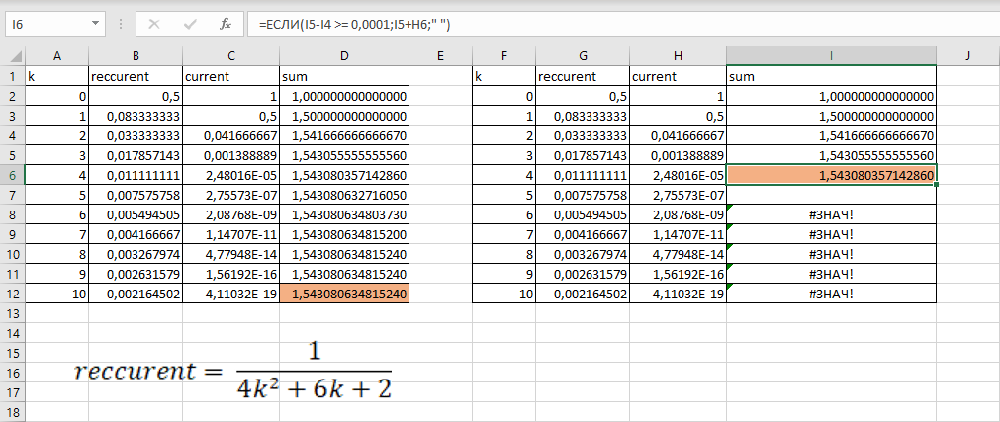 I6 fx =ЕСЛИ(I5-I4 >= 0,0001;I5+H6;" ")
A B C D E F G H I J
1 k reccurent current sum k reccurent current sum
2 0 0,5 1 1,000000000000000 0 0,5 1 1,000000000000000
3 1 0,083333333 0,5 1,500000000000000 1 0,083333333 0,5 1,500000000000000
4 2 0,033333333 0,041666667 1,541666666666670 2 0,033333333 0,041666667 1,541666666666670
5 3 0,017857143 0,001388889 1,543055555555560 3 0,017857143 0,001388889 1,543055555555560
6 4 0,011111111 2,48016E-05 1,543080357142860 4 0,011111111 2,48016E-05 1,543080357142860
7 5 0,007575758 2,75573E-07 1,543080632716050 5 0,007575758 2,75573E-07
8 6 0,005494505 2,08768E-09 1,543080634803730 6 0,005494505 2,08768E-09 #ЗНАЧ!
9 7 0,004166667 1,14707E-11 1,543080634815200 7 0,004166667 1,14707E-11 #ЗНАЧ!
10 8 0,003267974 4,77948E-14 1,543080634815240 8 0,003267974 4,77948E-14 #ЗНАЧ!
11 9 0,002631579 1,56192E-16 1,543080634815240 9 0,002631579 1,56192E-16 #ЗНАЧ!
12 10 0,002164502 4,11032E-19 1,543080634815240 10 0,002164502 4,11032E-19 #ЗНАЧ!
13
14
15 1
16 reccurent =
17 4k² + 6k + 2
18